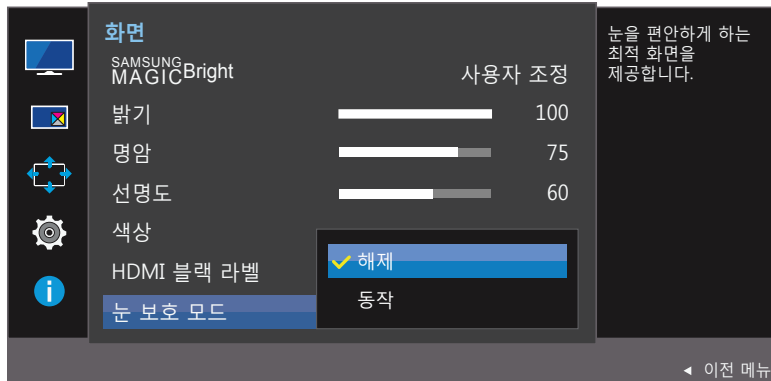 화면
SAMSUNG
MAGICBright 사용자 조정
밝기 100
명암 75
선명도 60
색상
HDMI 블랙 라벨
눈 보호 모드
해제
동작
눈을 편안하게 하는
최적 화면을
제공합니다.
◀ 이전 메뉴